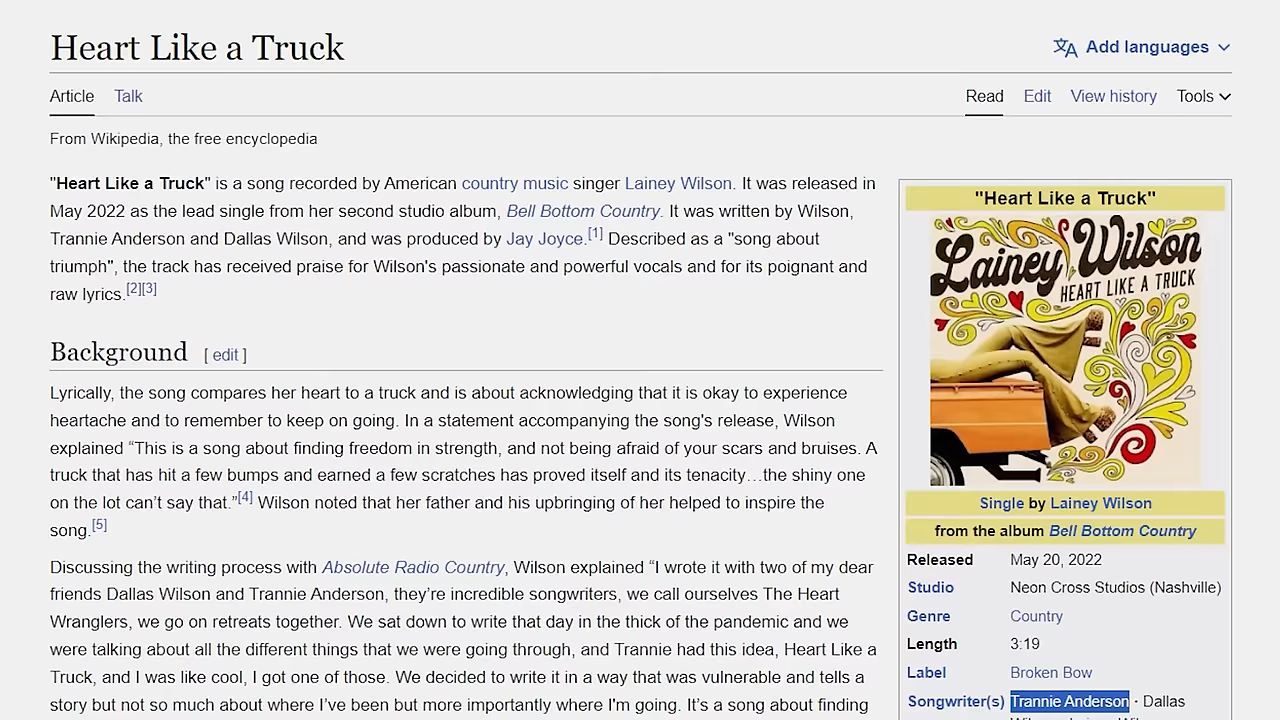 Heart Like a Truck
Add languages
Article Talk
Read Edit View history Tools
From Wikipedia, the free encyclopedia
"Heart Like a Truck" is a song recorded by American country music singer Lainey Wilson. It was released in
May 2022 as the lead single from her second studio album, Bell Bottom Country. It was written by Wilson,
Trannie Anderson and Dallas Wilson, and was produced by Jay Joyce.[1] Described as a "song about
triumph", the track has received praise for Wilson's passionate and powerful vocals and for its poignant and
raw lyrics.[2][3]
Background [ edit ]
Lyrically, the song compares her heart to a truck and is about acknowledging that it is okay to experience
heartache and to remember to keep on going. In a statement accompanying the song's release, Wilson
explained “This is a song about finding freedom in strength, and not being afraid of your scars and bruises. A
truck that has hit a few bumps and earned a few scratches has proved itself and its tenacity…the shiny one
on the lot can’t say that.”[4] Wilson noted that her father and his upbringing of her helped to inspire the
song.[5]
Discussing the writing process with Absolute Radio Country, Wilson explained “I wrote it with two of my dear
friends Dallas Wilson and Trannie Anderson, they’re incredible songwriters, we call ourselves The Heart
Wranglers, we go on retreats together. We sat down to write that day in the thick of the pandemic and we
were talking about all the different things that we were going through, and Trannie had this idea, Heart Like a
Truck, and I was like cool, I got one of those. We decided to write it in a way that was vulnerable and tells a
story but not so much about where I’ve been but more importantly where I'm going. It’s a song about finding
"Heart Like a Truck"
Lainey Wilson
HEART LIKE A TRUCK
Single by Lainey Wilson
from the album Bell Bottom Country
Released May 20, 2022
Studio Neon Cross Studios (Nashville)
Genre Country
Length 3:19
Label Broken Bow
Songwriter(s) Trannie Anderson · Dallas